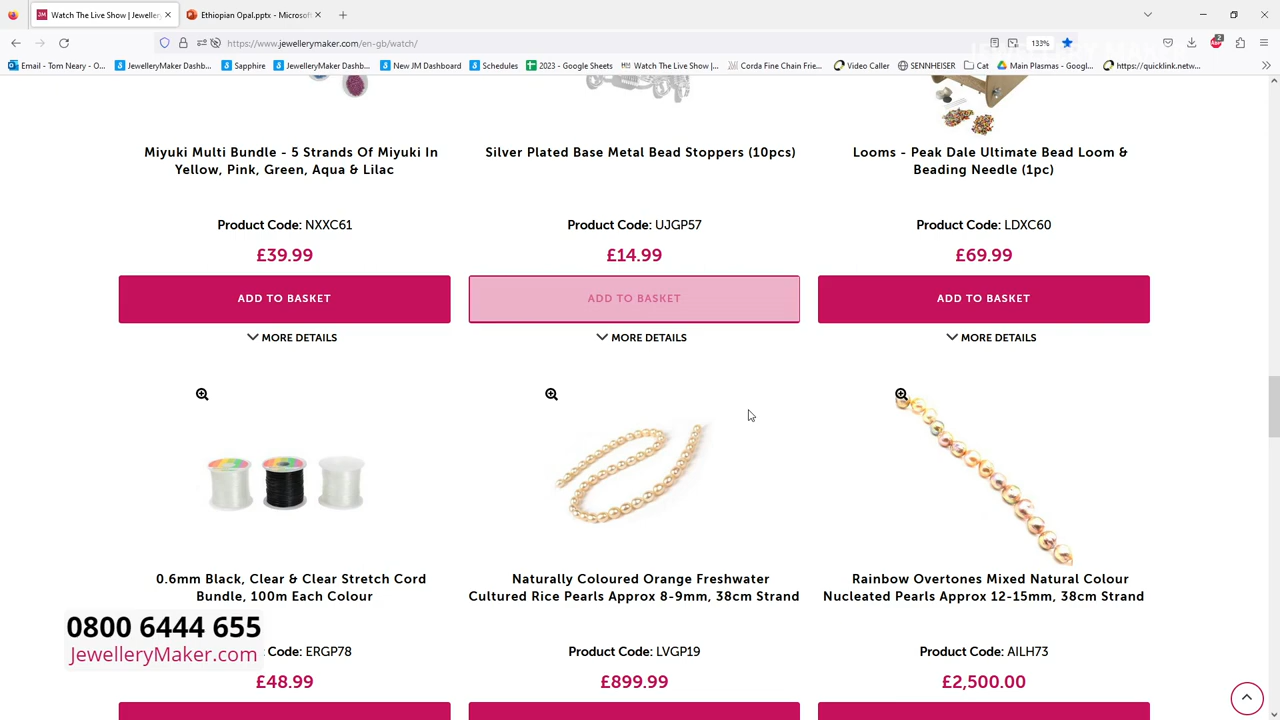 Watch The Live Show | Jeweller
Ethiopian Opal.pptx - Microsof
https://www.jewellerymaker.com/en-gb/watch/
133%
2
Email - Tom Neary - O...
JewelleryMaker Dashb...
Sapphire
JewelleryMaker Dashb...
New JM Dashboard
Schedules
2023 - Google Sheets
Watch The Live Show |...
Corda Fine Chain Frie...
Video Caller
SENNHEISER
Cat
Main Plasmas - Googl...
https://quicklink.netw...
Miyuki Multi Bundle - 5 Strands Of Miyuki In
Yellow, Pink, Green, Aqua & Lilac
Product Code: NXXC61
£39.99
ADD TO BASKET
MORE DETAILS
Silver Plated Base Metal Bead Stoppers (10pcs)
Product Code: UJGP57
£14.99
ADD TO BASKET
MORE DETAILS
Looms - Peak Dale Ultimate Bead Loom &
Beading Needle (1pc)
Product Code: LDXC60
£69.99
ADD TO BASKET
MORE DETAILS
0.6mm Black, Clear & Clear Stretch Cord
Bundle, 100m Each Colour
Code: ERGP78
£48.99
Naturally Coloured Orange Freshwater
Cultured Rice Pearls Approx 8-9mm, 38cm Strand
Product Code: LVGP19
£899.99
Rainbow Overtones Mixed Natural Colour
Nucleated Pearls Approx 12-15mm, 38cm Strand
Product Code: AILH73
£2,500.00
0800 6444 655
JewelleryMaker.com